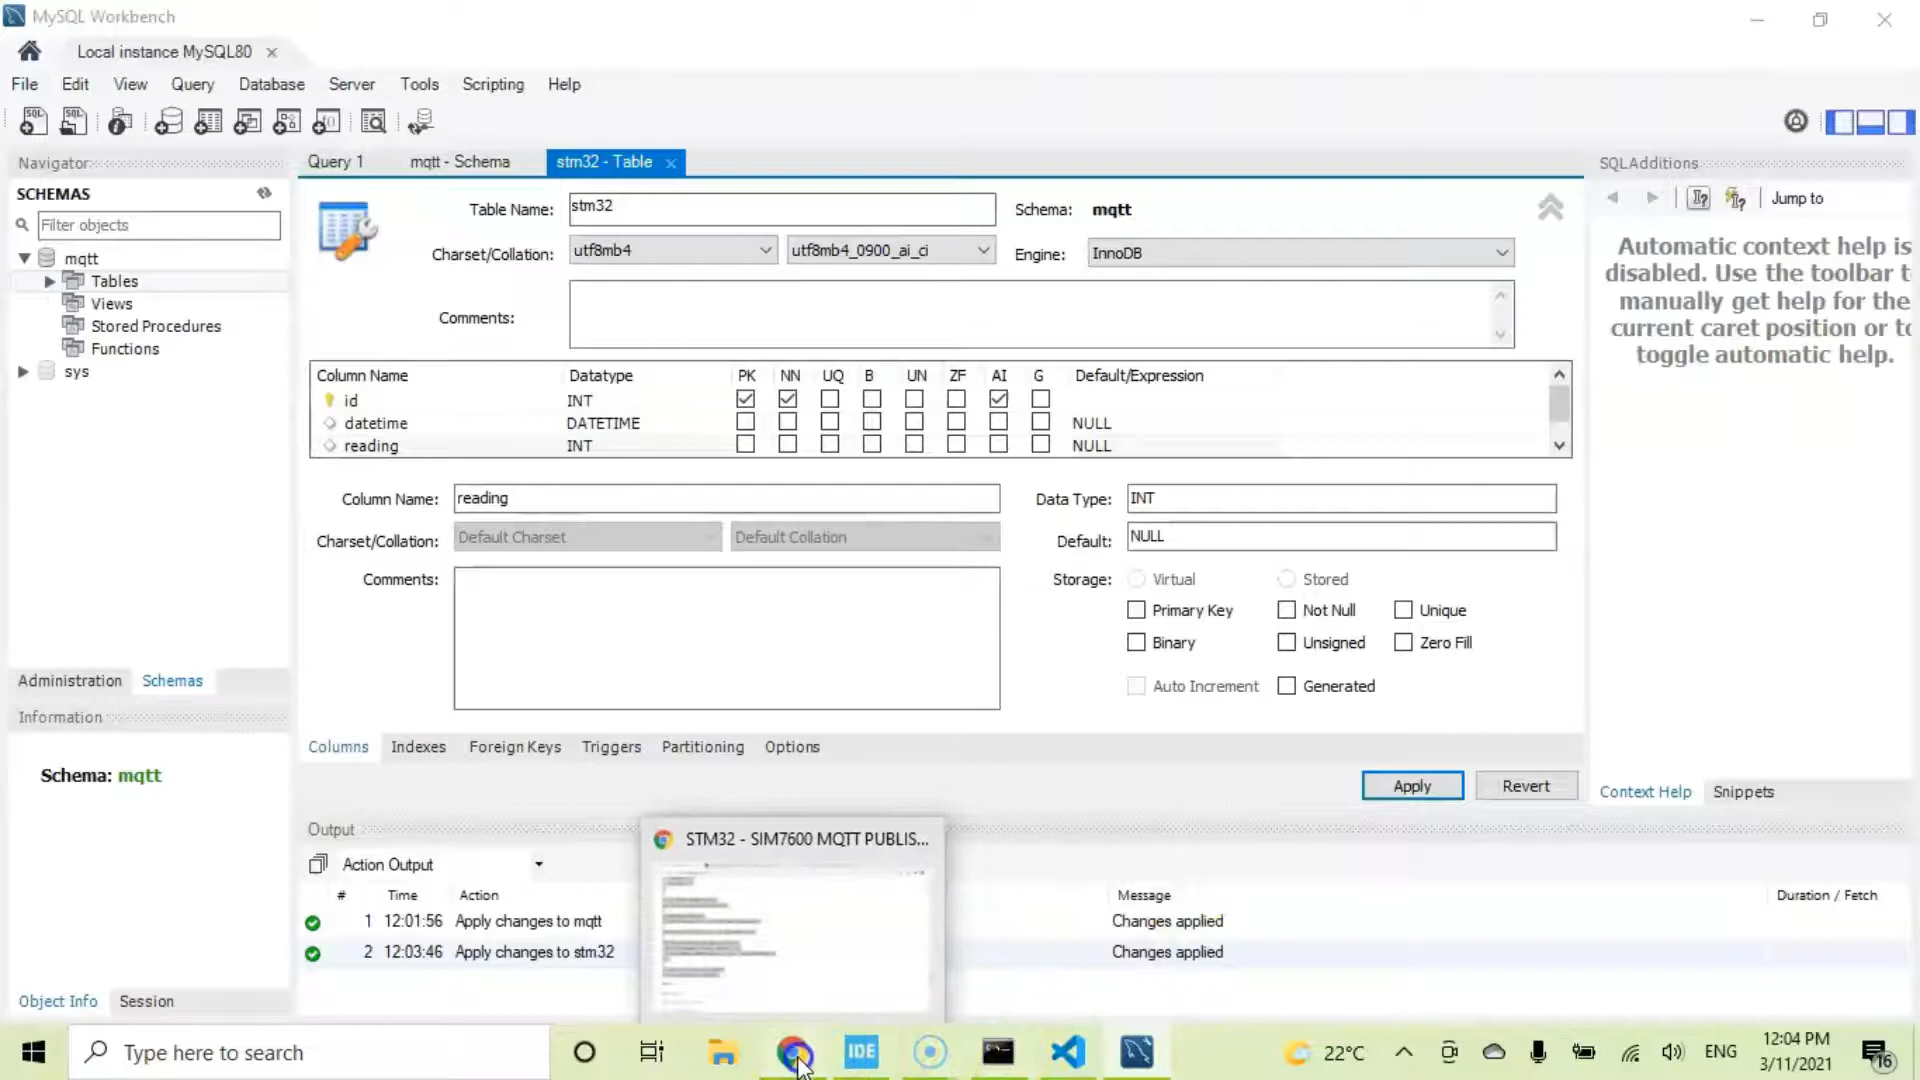 MySQL Workbench
Local instance MySQL80
File Edit View Query Database Server Tools Scripting Help
Navigator
SCHEMAS
Filter objects
mqtt
Tables
Views
Stored Procedures
Functions
sys
Administration Schemas
Information
Schema: mqtt
Object Info Session
Query 1 mqtt - Schema stm32 - Table
Table Name: stm32 Schema: mqtt
Charset/Collation: utf8mb4 utf8mb4_0900_ai_ci Engine: InnoDB
Comments:
Column Name Datatype PK NN UQ B UN ZF AI G Default/Expression
id INT
datetime DATETIME NULL
reading INT NULL
Column Name: reading Data Type: INT
Charset/Collation: Default Charset Default Collation Default: NULL
Comments: Storage: Virtual Stored
Primary Key Not Null Unique
Binary Unsigned Zero Fill
Auto Increment Generated
Columns Indexes Foreign Keys Triggers Partitioning Options
Apply Revert
Output
Action Output
# Time Action Message Duration / Fetch
1 12:01:56 Apply changes to mqtt Changes applied
2 12:03:46 Apply changes to stm32 Changes applied
STM32 - SIM7600 MQTT PUBLIS...
SQLAdditions
Jump to
Automatic context help is
disabled. Use the toolbar t
manually get help for the
current caret position or to
toggle automatic help.
Context Help Snippets
Type here to search
IDE
22°C
ENG
12:04 PM
3/11/2021
16